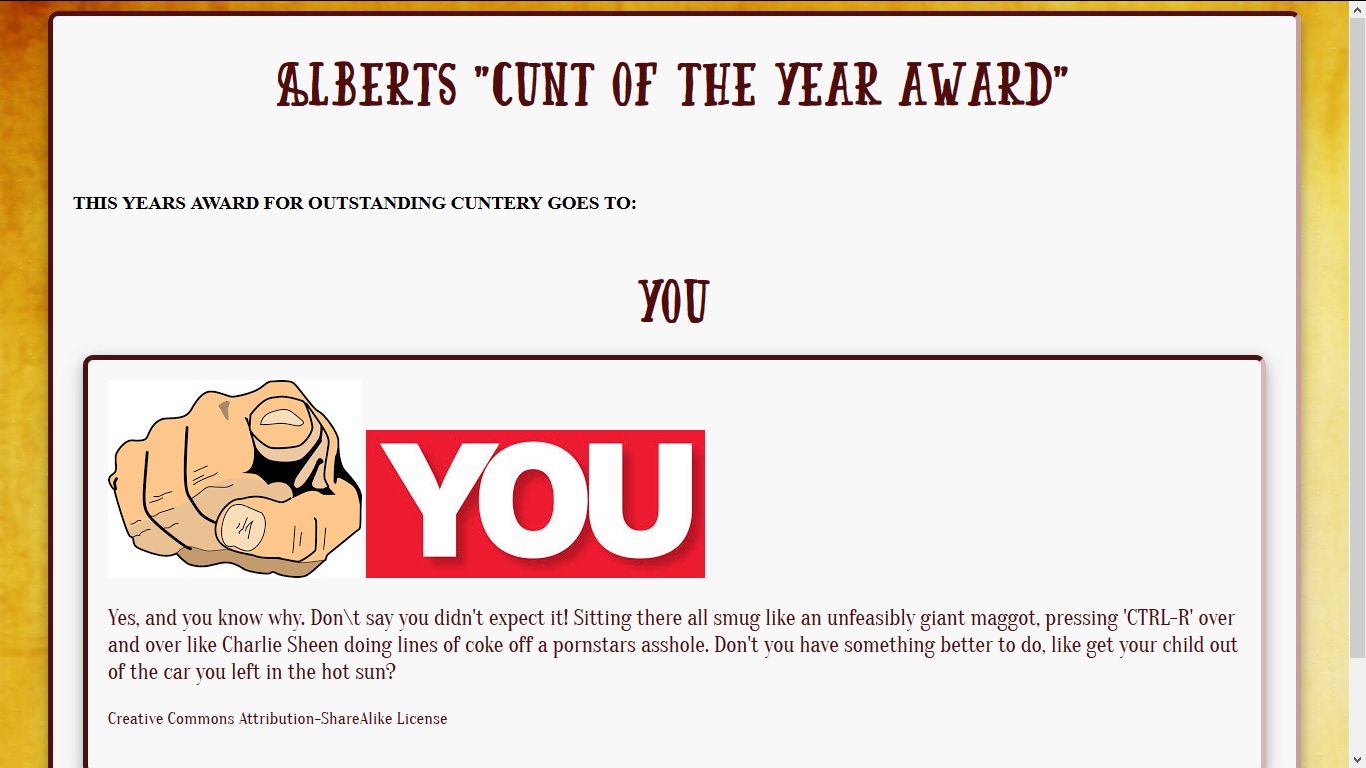 Alberts "Cunt of the Year Award"
THIS YEARS AWARD FOR OUTSTANDING CUNTERY GOES TO:
YOU
YOU
Yes, and you know why. Don\t say you didn't expect it! Sitting there all smug like an unfeasibly giant maggot, pressing 'CTRL-R' over
and over like Charlie Sheen doing lines of coke off a pornstars asshole. Don't you have something better to do, like get your child out
of the car you left in the hot sun?
Creative Commons Attribution-ShareAlike License